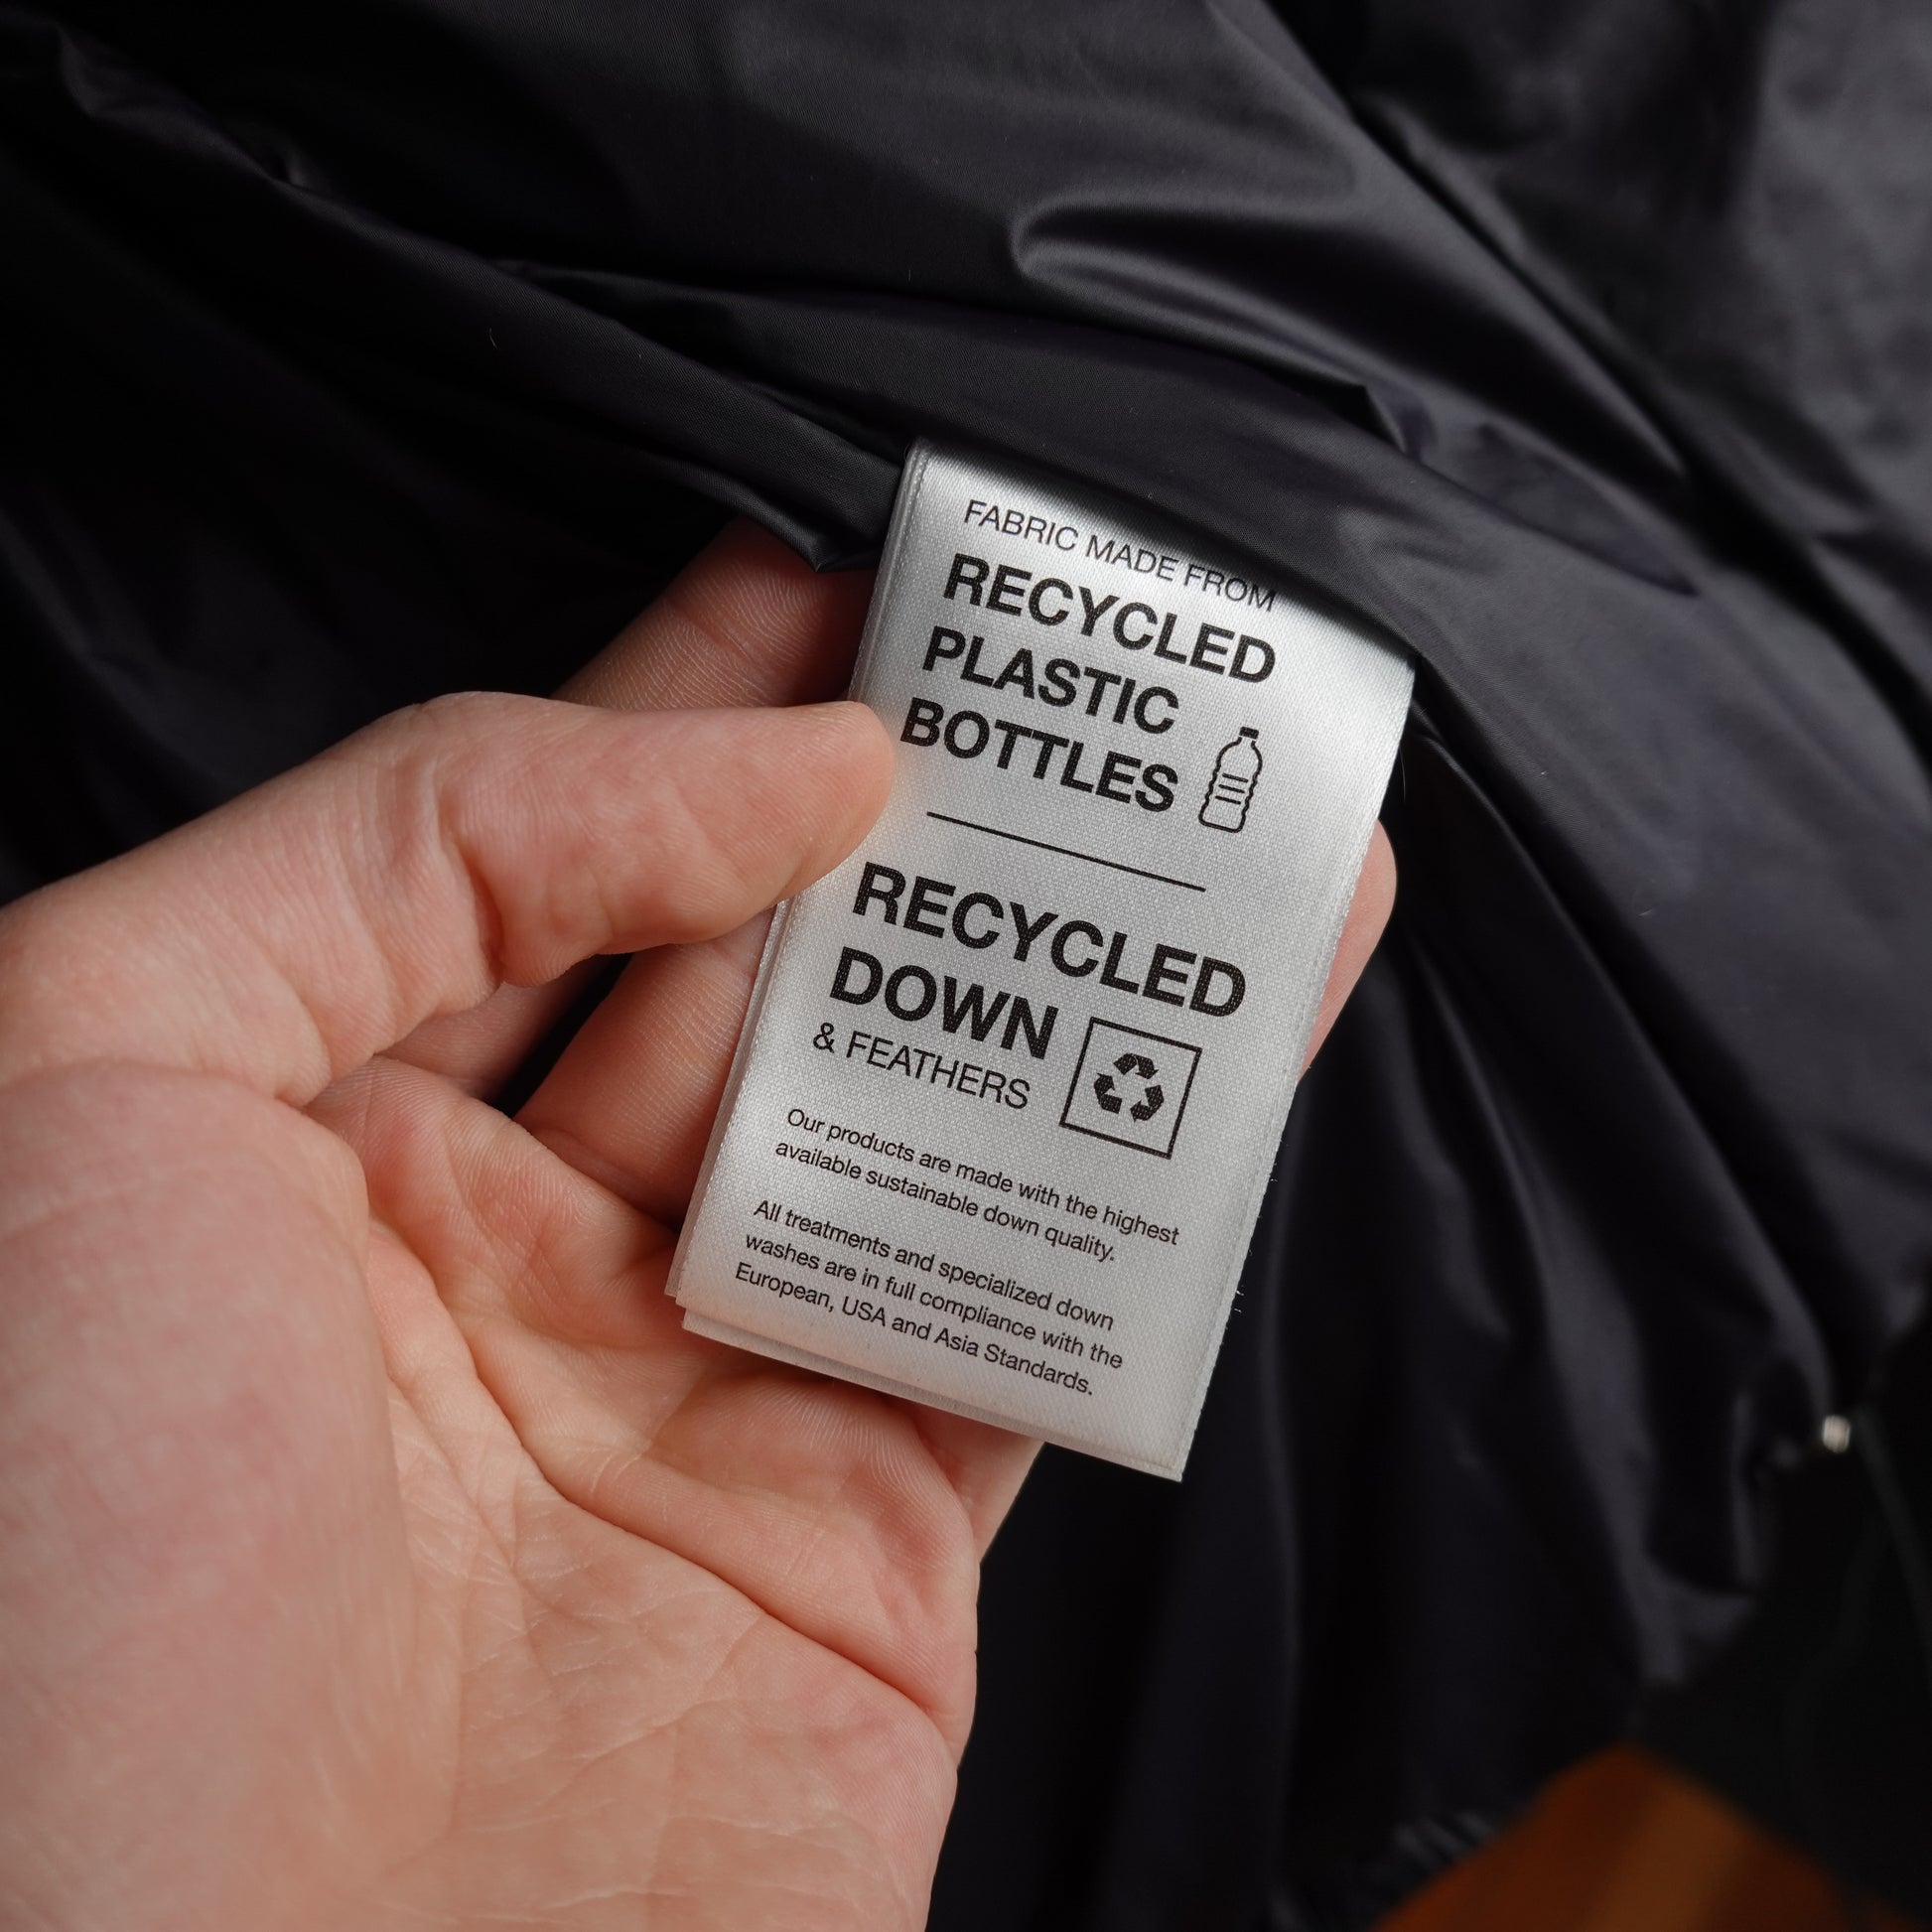 FABRIC MADE FROM
RECYCLED
PLASTIC
BOTTLES
RECYCLED
DOWN
& FEATHERS
Our products are made with the highest
available sustainable down quality.
All treatments and specialized down
washes are in full compliance with the
European, USA and Asia Standards.